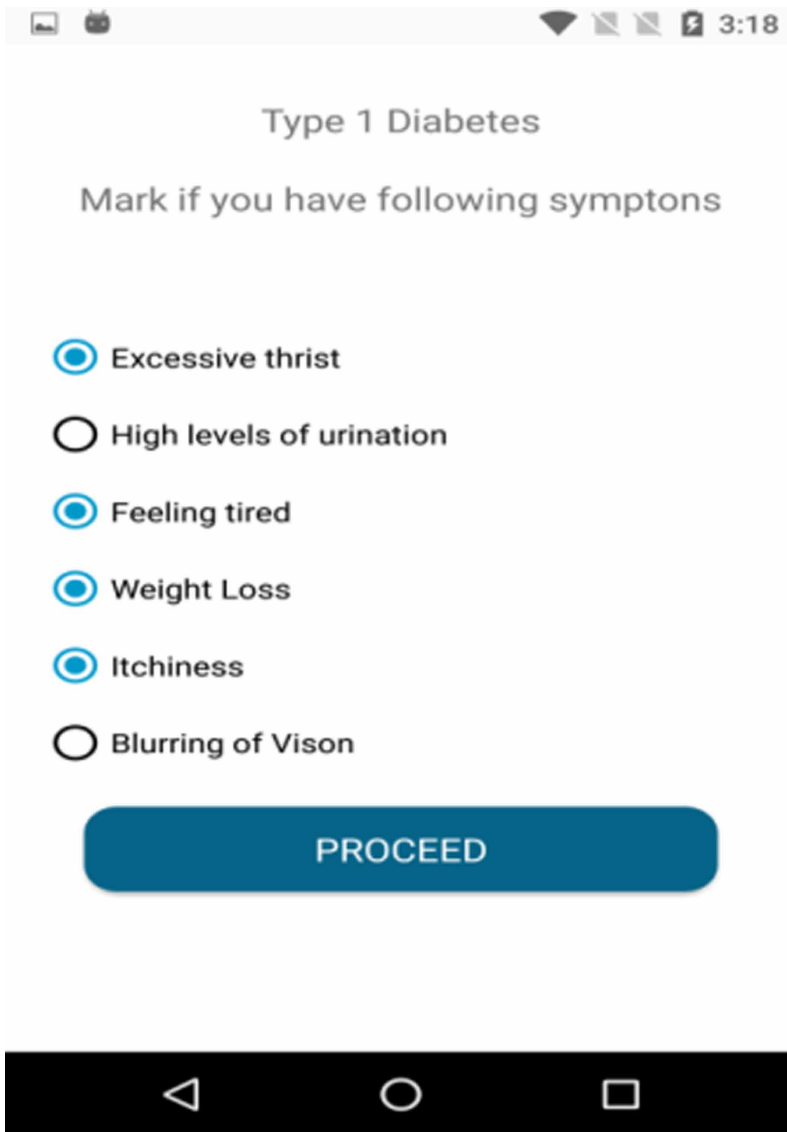 3:18
Type 1 Diabetes
Mark if you have following symptons
Excessive thrist
High levels of urination
Feeling tired
Weight Loss
Itchiness
Blurring of Vison
PROCEED